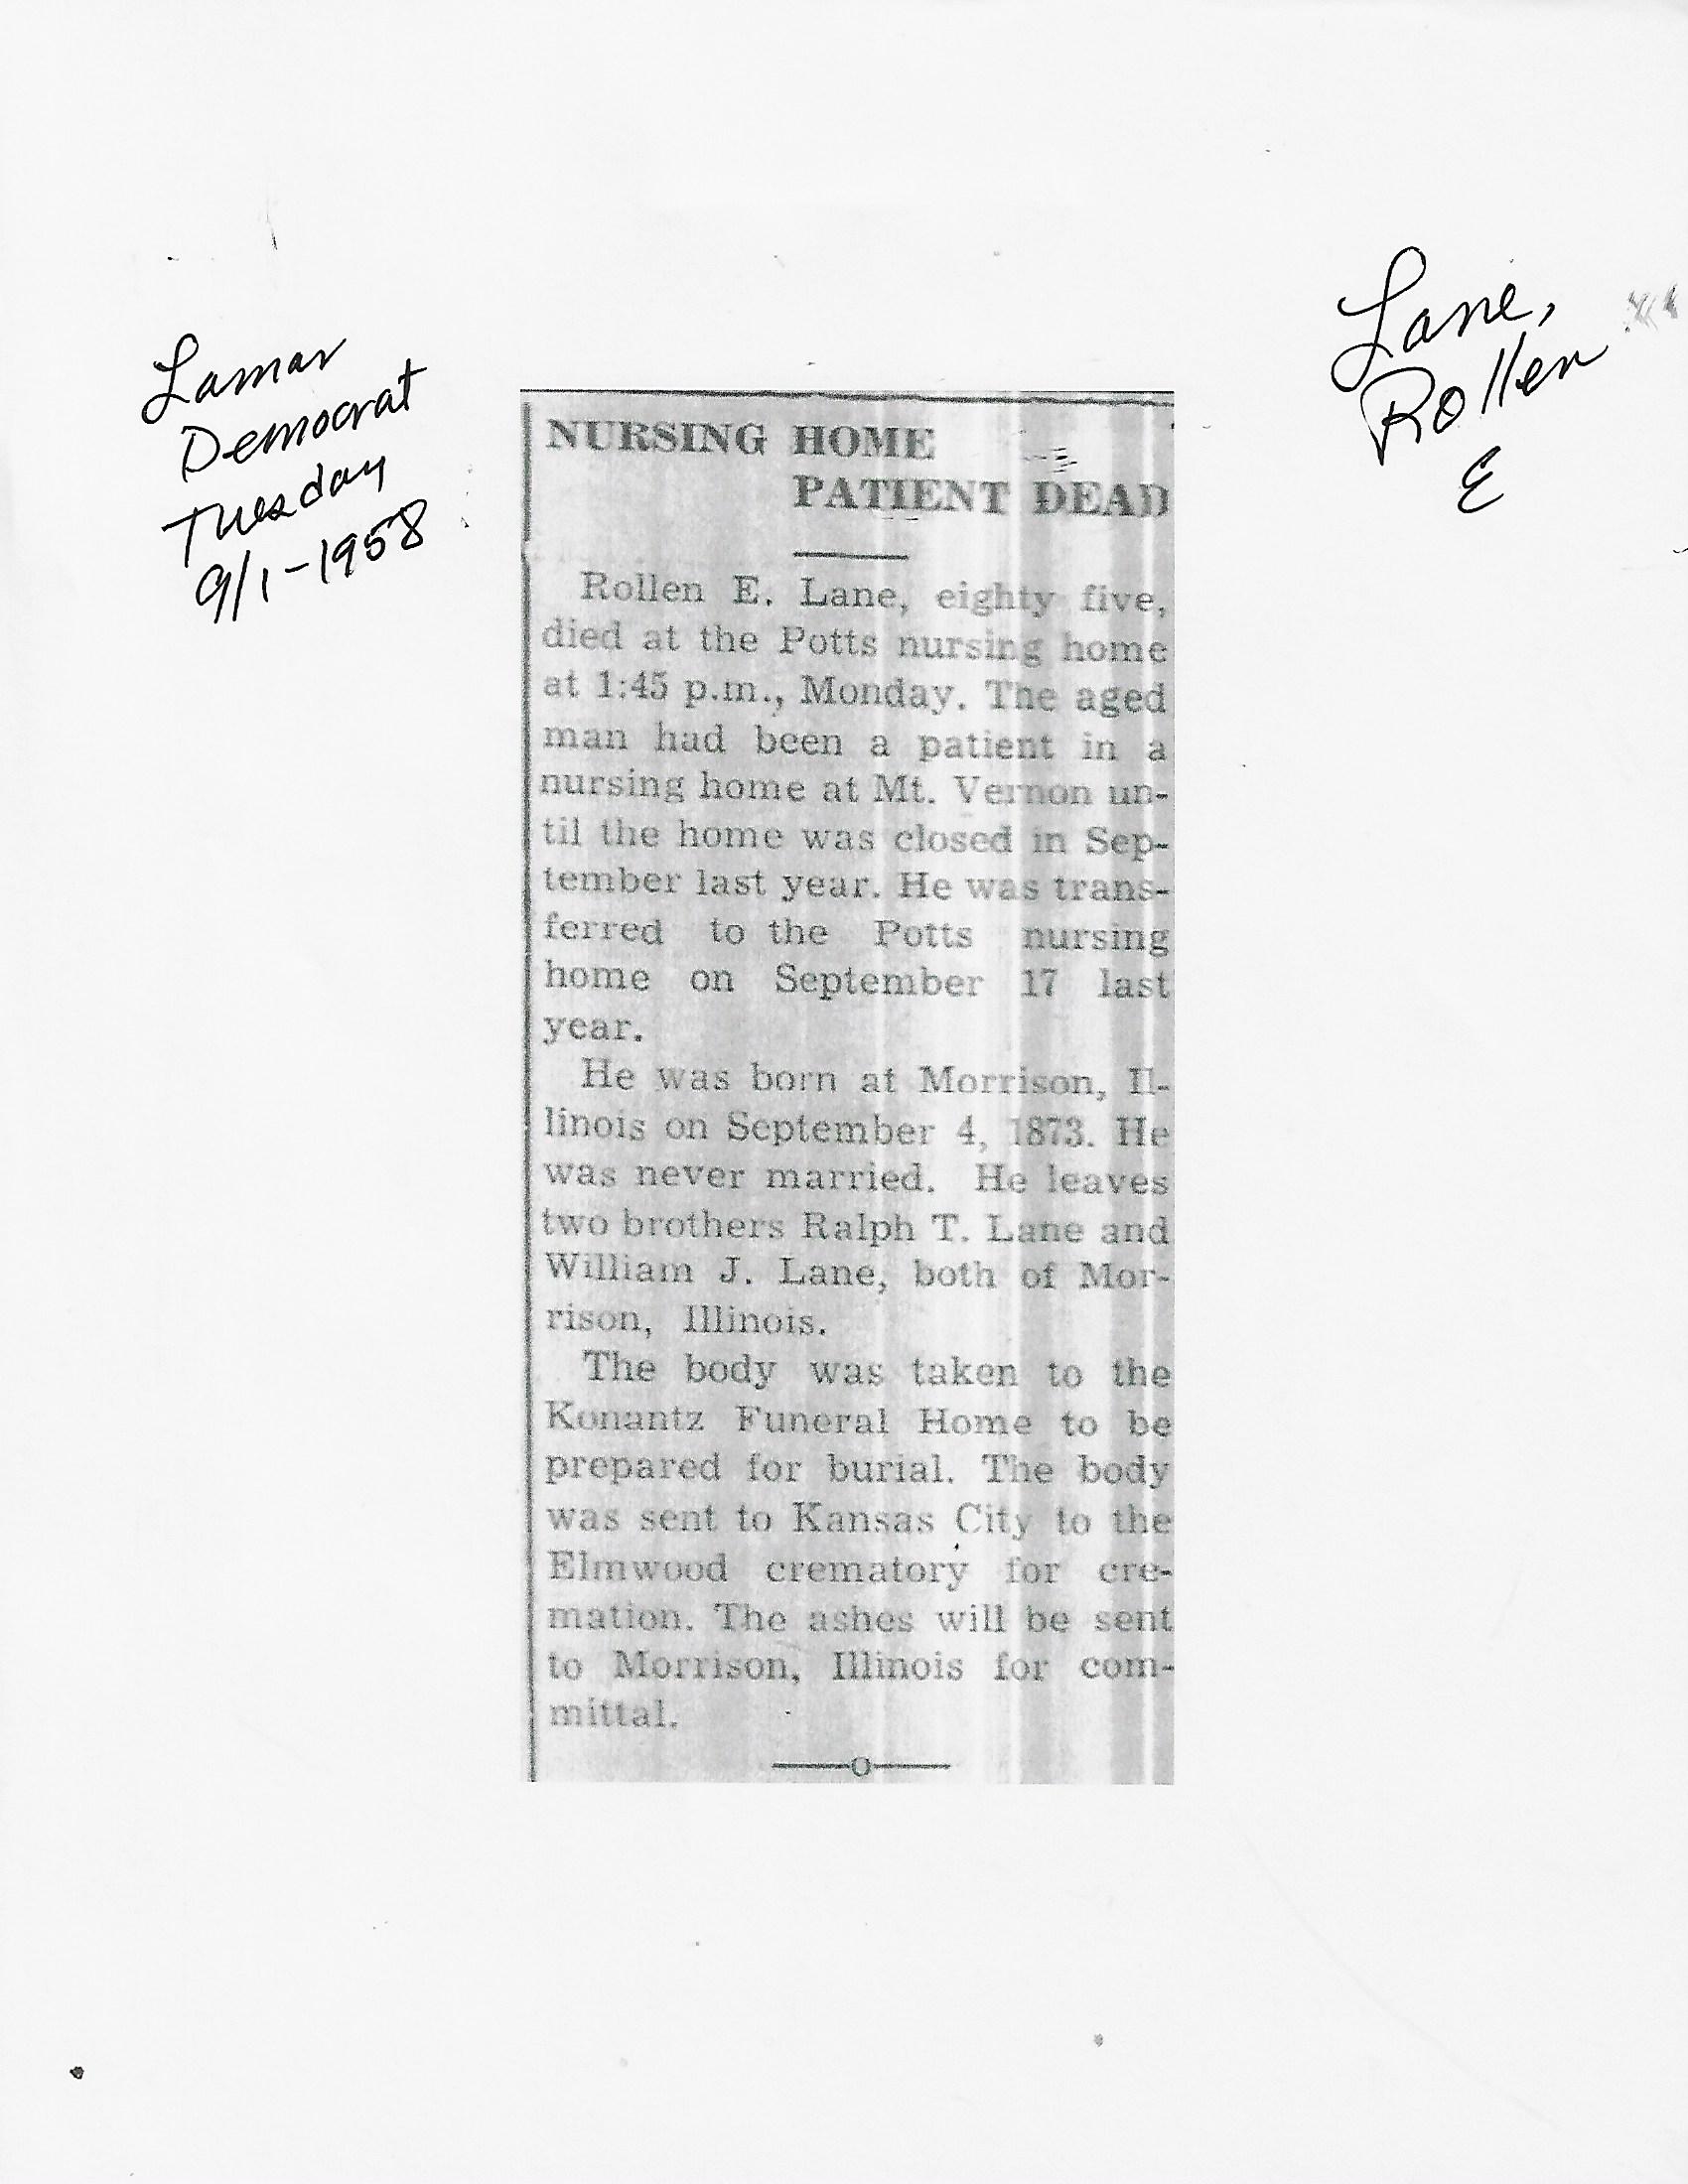 Lamar
Democrat
Tuesday
9/1-1958
Lane,
Rollen
E
NURSING HOME
PATIENT DEAD
Rollen E. Lane, eighty five,
died at the Potts nursing home
at 1:45 p.m., Monday. The aged
man had been a patient in a
nursing home at Mt. Vernon un-
til the home was closed in Sep-
tember last year. He was trans-
ferred to the Potts nursing
home on September 17 last
year.
He was born at Morrison, Il-
linois on September 4, 1873. He
was never married. He leaves
two brothers Ralph T. Lane and
William J. Lane, both of Mor-
rison, Illinois.
The body was taken to the
Konantz Funeral Home to be
prepared for burial. The body
was sent to Kansas City to the
Elmwood crematory for cre-
mation. The ashes will be sent
to Morrison, Illinois for com-
mittal.